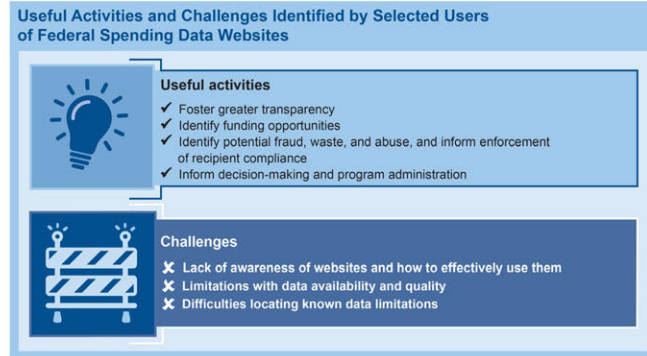 Useful Activities and Challenges Identified by Selected Users
of Federal Spending Data Websites
Useful activities
✓ Foster greater transparency
✓ Identify funding opportunities
✓ Identify potential fraud, waste, and abuse, and inform enforcement
of recipient compliance
✓ Inform decision-making and program administration
Challenges
✘ Lack of awareness of websites and how to effectively use them
✘ Limitations with data availability and quality
✘ Difficulties locating known data limitations